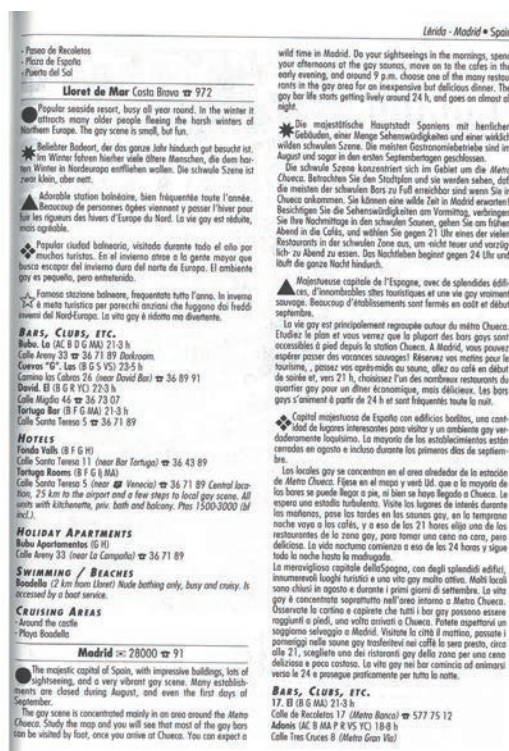 Lérida - Madrid • Spain
- Paseo de Recoletos
- Plaza de España
- Puerta del Sol
Lloret de Mar Costa Brava ☎ 972
Popular seaside resort, busy all year round. In the winter it
attracts many older people fleeing the harsh winters of
Northern Europe. The gay scene is small, but fun.
Beliebter Badeort, der das ganze Jahr hindurch gut besucht ist.
Im Winter fahren hierher viele ältere Menschen, die dem har-
ten Winter in Nordeuropa entfliehen wollen. Die schwule Szene ist
zwar klein, aber nett.
Adorable station balnéaire, bien fréquentée toute l'année.
Beaucoup de personnes âgées viennent y passer l'hiver pour
fuir les rigueurs des hivers d'Europe du Nord. La vie gay est réduite,
mais agréable.
Popular ciudad balnearia, visitada durante todo el año por
muchos turistas. En el invierno atrae a la gente mayor que
busca escapar del invierno duro del norte de Europa. El ambiente
gay es pequeño, pero entretenido.
Famosa stazione balneare, frequentata tutto l'anno. In inverno
è meta turistica per parecchi anziani che fuggono dai freddi
inverni del Nord-Europa. La vita gay è ridotta ma divertente.
BARS, CLUBS, ETC.
Bubu. La (AC B D G MA) 21-3 h
Calle Areny 33 ☎ 36 71 89 Darkroom.
Cuevas "G". Las (B G S VS) 23-5 h
Camino las Cabras 26 (near David Bar) ☎ 36 89 91
David. El (B G R YC) 22-3 h
Calle Migdia 46 ☎ 36 73 07
Tortuga Bar (B F G MA) 21-3 h
Calle Santa Teresa 5 ☎ 36 71 89
HOTELS
Fonda Valls (B F G H)
Calle Santa Teresa 11 (near Bar Tortuga) ☎ 36 43 89
Tortuga Rooms (B F G H MA)
Calle Santa Teresa 5 (near Venecia) ☎ 36 71 89 Central loca-
tion, 25 km to the airport and a few steps to local gay scene. All
units with kitchenette, priv. bath and balcony. Ptas 1500-3000 (bf
incl.).
HOLIDAY APARTMENTS
Bubu Apartamentos (G H)
Calle Areny 33 (near La Campaña) ☎ 36 71 89
SWIMMING / BEACHES
Boadella (2 km from Lloret) Nude bathing only, busy and cruisy. Is
accessed by a boat service.
CRUISING AREAS
- Around the castle
- Playa Boadella
Madrid ✉ 28000 ☎ 91
The majestic capital of Spain, with impressive buildings, lots of
sightseeing, and a very vibrant gay scene. Many establish-
ments are closed during August, and even the first days of
September.
The gay scene is concentrated mainly in an area around the Metro
Chueca. Study the map and you will see that most of the gay bars
can be visited by foot, once you arrive at Chueca. You can expect a
wild time in Madrid. Do your sightseeings in the mornings, spend
your afternoons at the gay saunas, move on to the cafes in the
early evening, and around 9 p.m. choose one of the many restau-
rants in the gay area for an inexpensive but delicious dinner. The
gay bar life starts getting lively around 24 h, and goes on almost all
night.
Die majestätische Hauptstadt Spaniens mit herrlichen
Gebäuden, einer Menge Sehenswürdigkeiten und einer wirklich
wilden schwulen Szene. Die meisten Gastronomiebetriebe sind im
August und sogar in den ersten Septembertagen geschlossen.
Die schwule Szene konzentriert sich im Gebiet um die Metro
Chueca. Betrachten Sie den Stadtplan und sie werden sehen, daß
die meisten der schwulen Bars zu Fuß erreichbar sind wenn Sie in
Chueca ankommen. Sie können eine wilde Zeit in Madrid erwarten!
Besichtigen Sie die Sehenswürdigkeiten am Vormittag, verbringen
Sie Ihre Nachmittage in den schwulen Saunen, gehen Sie am frühen
Abend in die Cafés, und wählen Sie gegen 21 Uhr eines der vielen
Restaurants in der schwulen Zone aus, um -nicht teuer und vorzüg-
lich- zu Abend zu essen. Das Nachtleben beginnt gegen 24 Uhr und
läuft die ganze Nacht hindurch.
Majestueuse capitale de l'Espagne, avec de splendides édifi-
ces, d'innombrables sites touristiques et une vie gay vraiment
sauvage. Beaucoup d'établissements sont fermés en août et début
septembre.
La vie gay est principalement regroupée autour du métro Chueca.
Etudiez le plan et vous verrez que la plupart des bars gays sont
accessibles à pied depuis la station Chueca. A Madrid, vous pouvez
espérer passer des vacances sauvages! Réservez vos matins pour le
tourisme, , passez vos après-midis au sauna, allez au café en début
de soirée et, vers 21 h, choisissez l'un des nombreux restaurants du
quartier gay pour un dîner économique, mais délicieux. Les bars
gays s'animent à partir de 24 h et sont fréquentés toute la nuit.
Capital majestuosa de España con edificios bonitos, una cant-
idad de lugares interesantes para visitar y un ambiente gay ver-
daderamente loquísimo. La mayoría de los establecimientos están
cerrados en agosto e incluso durante los primeros días de septiem-
bre.
Los locales gay se concentran en el area alrededor de la estación
de Metro Chueca. Fíjese en el mapa y verá Ud. que a la mayoría de
los bares se puede llegar a pie, ni bien se haya llegado a Chueca. Le
espera una estadía turbulenta. Visite los lugares de interés durante
las mañanas, pase las tardes en las saunas gay, en la temprana
noche vaya a los cafés, y a eso de las 21 horas elija uno de los
restaurantes de la zona gay, para tomar una cena no cara, pero
deliciosa. La vida nocturna comienza a eso de las 24 horas y sigue
toda la noche hasta la madrugada.
La meravigliosa capitale dellaSpagna, con degli splendidi edifici,
innumerevoli luoghi turistici e una vita gay molto attiva. Molti locali
sono chiusi in agosto e durante i primi giorni di settembre. La vita
gay é concentrata soprattutto nell'area intorno a Metro Chueca.
Osservate la cartina e capirete che tutti i bar gay possono essere
raggiunti a piedi, una volta arrivati a Chueca. Potete aspettarvi un
soggiorno selvaggio a Madrid. Visitate la città il mattino, passate i
pomeriggi nelle saune gay trasferitevi nei caffè la sera presto, circa
alle 21, scegliete uno dei ristoranti gay della zona per una cena
deliziosa e poco costosa. La vita gay nei bar comincia ad animarsi
verso le 24 e prosegue praticamente per tutta la notte.
BARS, CLUBS, ETC.
17. El (B G MA) 21-3 h
Calle de Recoletos 17 (Metro Banco) ☎ 577 75 12
Adonis (AC B MA P R VS YC) 18-8 h
Calle Tres Cruces 8 (Metro Gran Vía)